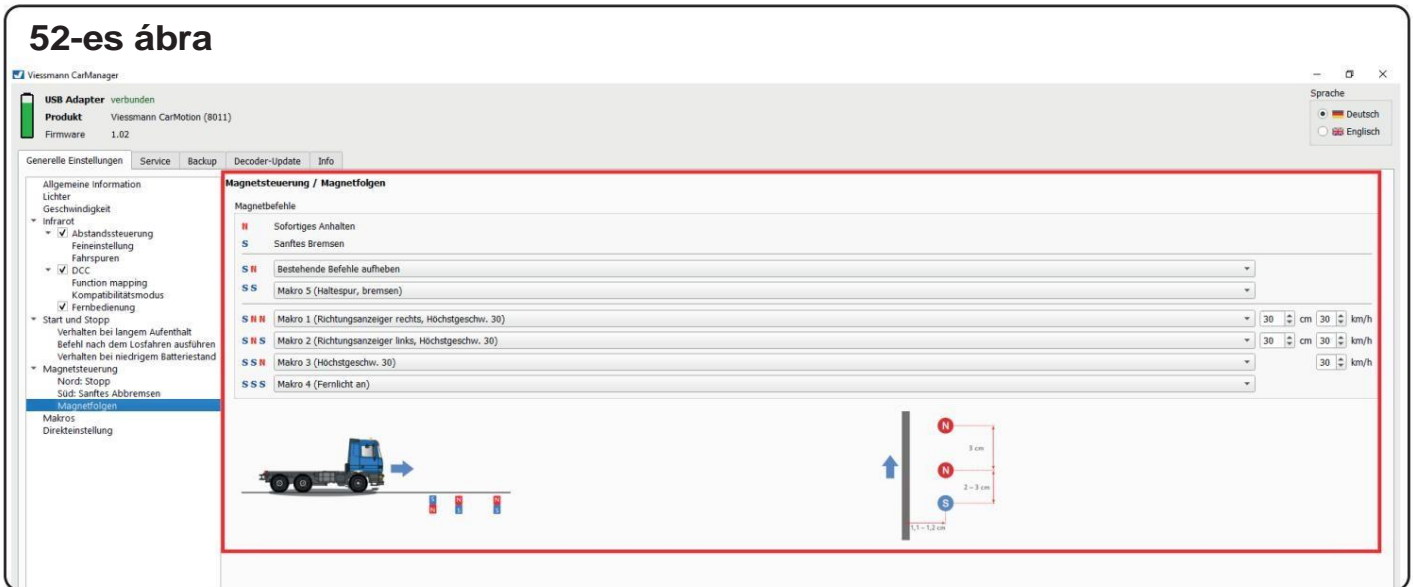 52-es ábra
Viessmann CarManager
USB Adapter verbunden
Produkt Viessmann CarMotion (8011)
Firmware 1.02
Sprache
Deutsch
Englisch
Generelle Einstellungen Service Backup Decoder-Update Info
Allgemeine Information
Lichter
Geschwindigkeit
Infrarot
Abstandssteuerung
Feineinstellung
Fahrspuren
DCC
Function mapping
Kompatibilitätsmodus
Fernbedienung
Start und Stopp
Verhalten bei langem Aufenthalt
Befehl nach dem Losfahren ausführen
Verhalten bei niedrigem Batteriestand
Magnetsteuerung
Nord: Stopp
Süd: Sanftes Abbremsen
Magnetfolgen
Makros
Direkteinstellung
Magnetsteuerung / Magnetfolgen
Magnetbefehle
N Sofortiges Anhalten
S Sanftes Bremsen
S N Bestehende Befehle aufheben
S S Makro 5 (Haltespur, bremsen)
S N N Makro 1 (Richtungsanzeiger rechts, Höchstgeschw. 30) 30 cm 30 km/h
S N S Makro 2 (Richtungsanzeiger links, Höchstgeschw. 30) 30 cm 30 km/h
S S N Makro 3 (Höchstgeschw. 30) 30 km/h
S S S Makro 4 (Fernlicht an)
S N N
N S S
N
3 cm
N
2 – 3 cm
S
1,1 – 1,2 cm